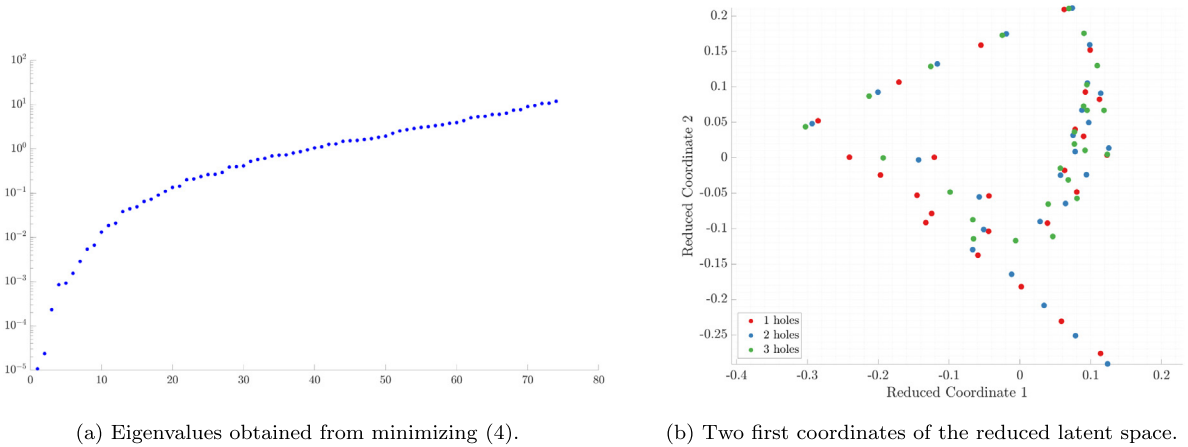 10^2
10^1
10^0
10^-1
10^-2
10^-3
10^-4
10^-5
0 10 20 30 40 50 60 70 80
(a) Eigenvalues obtained from minimizing (4).
0.2
0.15
0.1
0.05
0
-0.05
-0.1
-0.15
-0.2
-0.25
Reduced Coordinate 2
1 holes
2 holes
3 holes
-0.4 -0.3 -0.2 -0.1 0 0.1 0.2
Reduced Coordinate 1
(b) Two first coordinates of the reduced latent space.